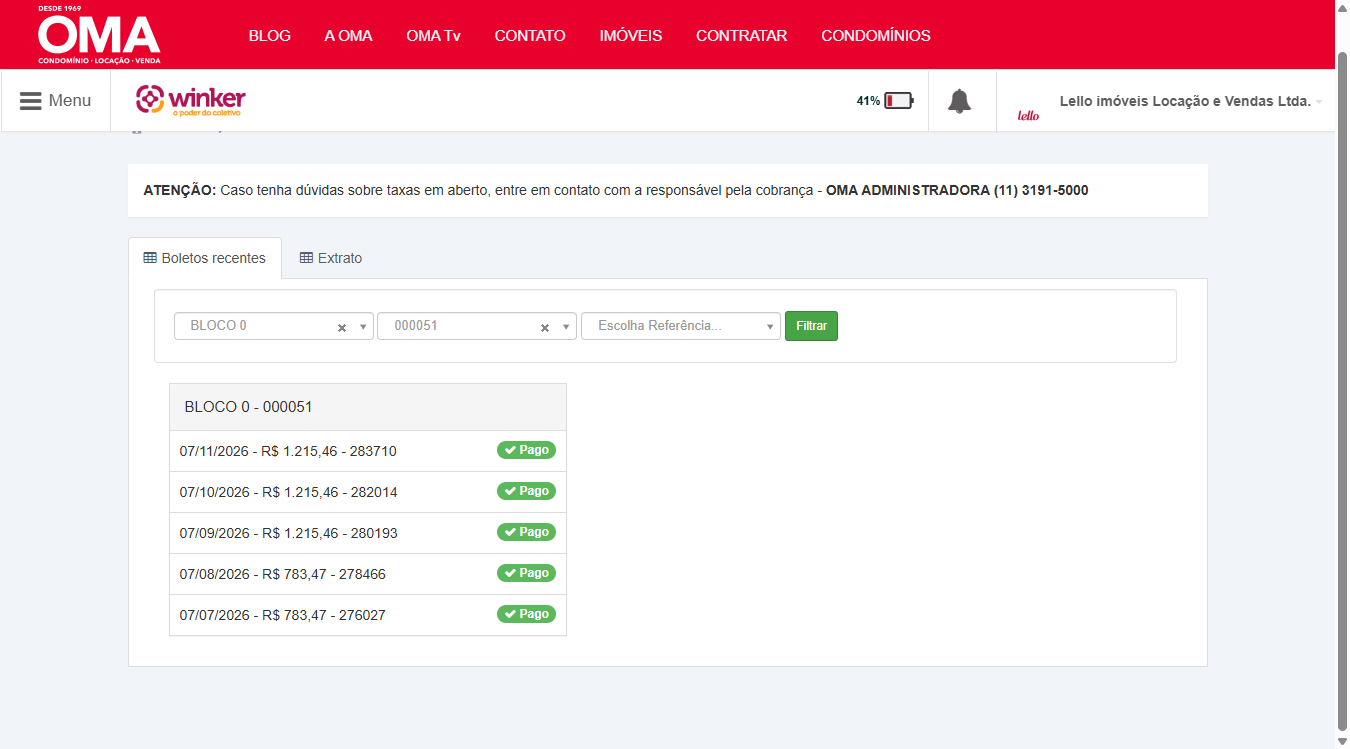 DESDE 1969
OMA
CONDOMÍNIO · LOCAÇÃO · VENDA
BLOG A OMA OMA Tv CONTATO IMÓVEIS CONTRATAR CONDOMÍNIOS
Menu
winker
o poder do coletivo
41%
lello
Lello imóveis Locação e Vendas Ltda.
ATENÇÃO: Caso tenha dúvidas sobre taxas em aberto, entre em contato com a responsável pela cobrança - OMA ADMINISTRADORA (11) 3191-5000
Boletos recentes Extrato
BLOCO 0 000051 Escolha Referência... Filtrar
BLOCO 0 - 000051
07/11/2026 - R$ 1.215,46 - 283710 Pago
07/10/2026 - R$ 1.215,46 - 282014 Pago
07/09/2026 - R$ 1.215,46 - 280193 Pago
07/08/2026 - R$ 783,47 - 278466 Pago
07/07/2026 - R$ 783,47 - 276027 Pago